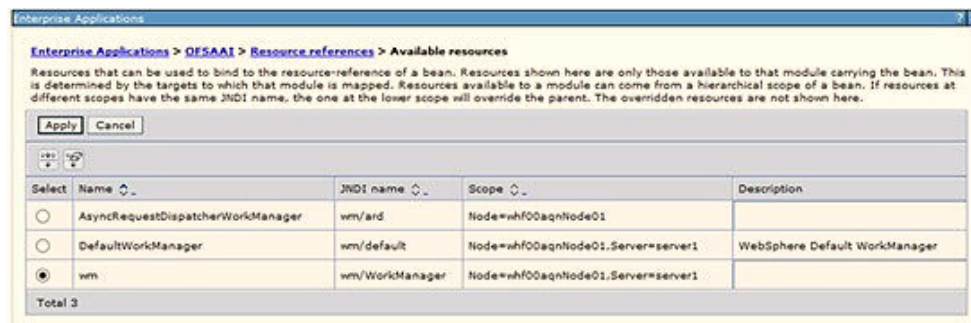 Enterprise Applications ?
Enterprise Applications > OFSAAI > Resource references > Available resources
Resources that can be used to bind to the resource-reference of a bean. Resources shown here are only those available to that module carrying the bean. This
is determined by the targets to which that module is mapped. Resources available to a module can come from a hierarchical scope of a bean. If resources at
different scopes have the same JNDI name, the one at the lower scope will override the parent. The overridden resources are not shown here.
Apply Cancel
Select Name JNDI name Scope Description
AsyncRequestDispatcherWorkManager wm/ard Node=whf00aqnNode01
DefaultWorkManager wm/default Node=whf00aqnNode01,Server=server1 WebSphere Default WorkManager
wm wm/WorkManager Node=whf00aqnNode01,Server=server1
Total 3